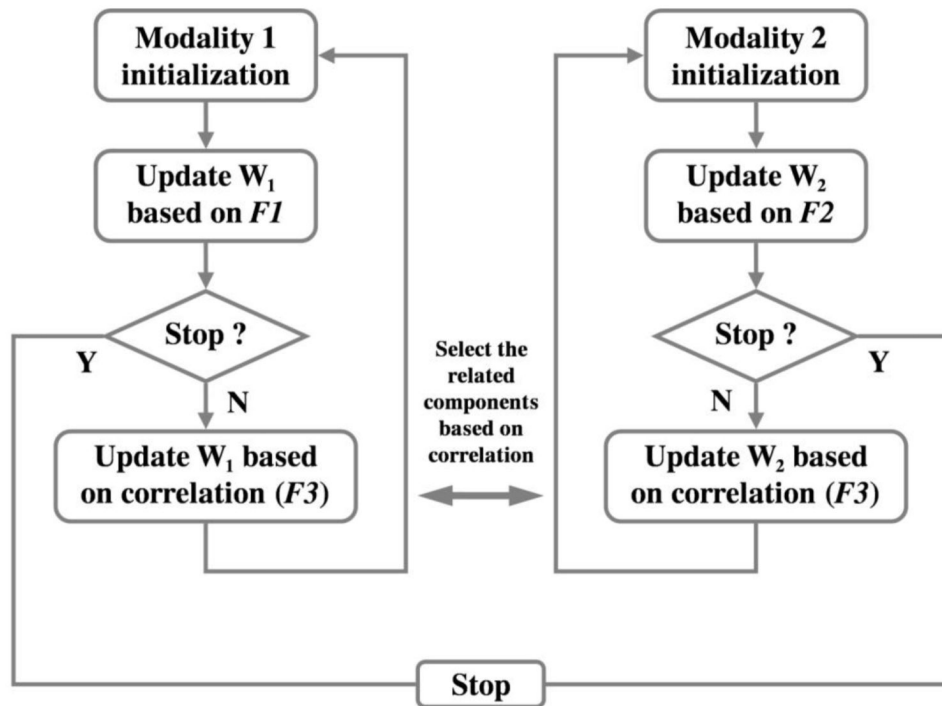 Modality 1
initialization
Update W₁
based on F1
Stop ?
Y
N
Update W₁ based
on correlation (F3)
Select the
related
components
based on
correlation
Modality 2
initialization
Update W₂
based on F2
Stop ?
Y
N
Update W₂ based
on correlation (F3)
Stop